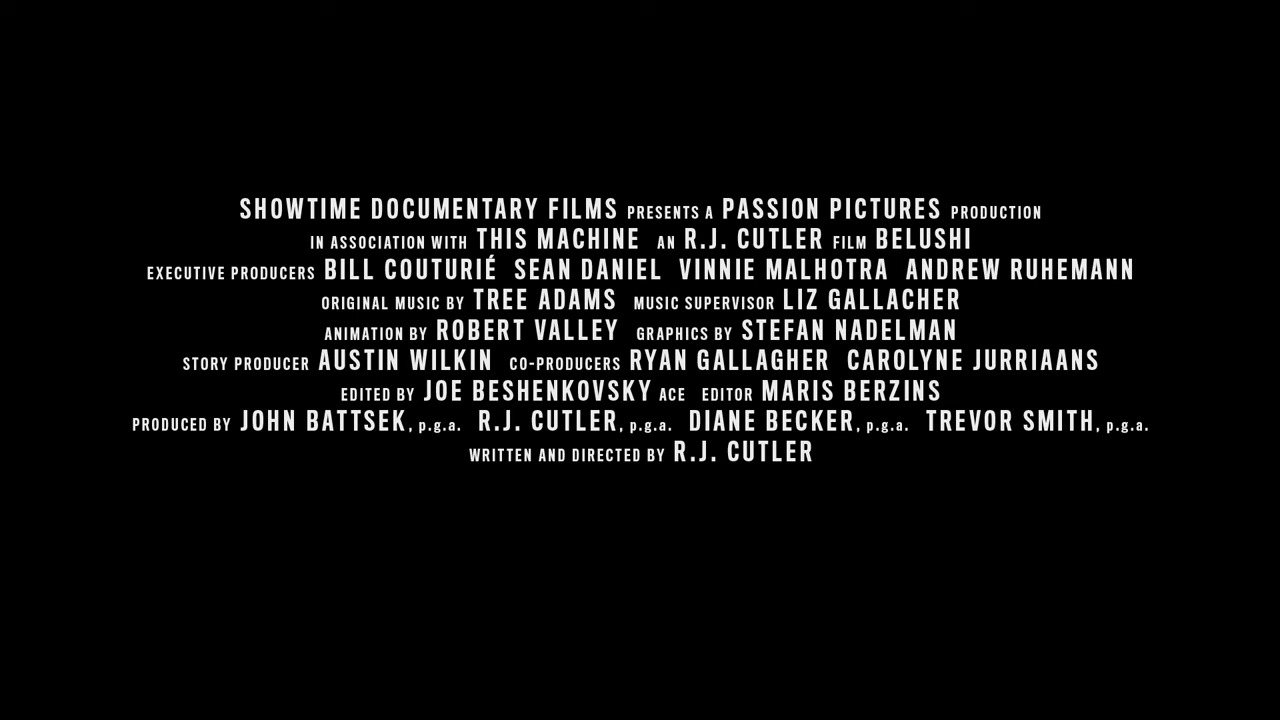 SHOWTIME DOCUMENTARY FILMS PRESENTS A PASSION PICTURES PRODUCTION
IN ASSOCIATION WITH THIS MACHINE AN R.J. CUTLER FILM BELUSHI
EXECUTIVE PRODUCERS BILL COUTURIÉ SEAN DANIEL VINNIE MALHOTRA ANDREW RUHEMANN
ORIGINAL MUSIC BY TREE ADAMS MUSIC SUPERVISOR LIZ GALLACHER
ANIMATION BY ROBERT VALLEY GRAPHICS BY STEFAN NADELMAN
STORY PRODUCER AUSTIN WILKIN CO-PRODUCERS RYAN GALLAGHER CAROLYNE JURRIAANS
EDITED BY JOE BESHENKOVSKY ACE EDITOR MARIS BERZINS
PRODUCED BY JOHN BATTSEK, p.g.a. R.J. CUTLER, p.g.a. DIANE BECKER, p.g.a. TREVOR SMITH, p.g.a.
WRITTEN AND DIRECTED BY R.J. CUTLER